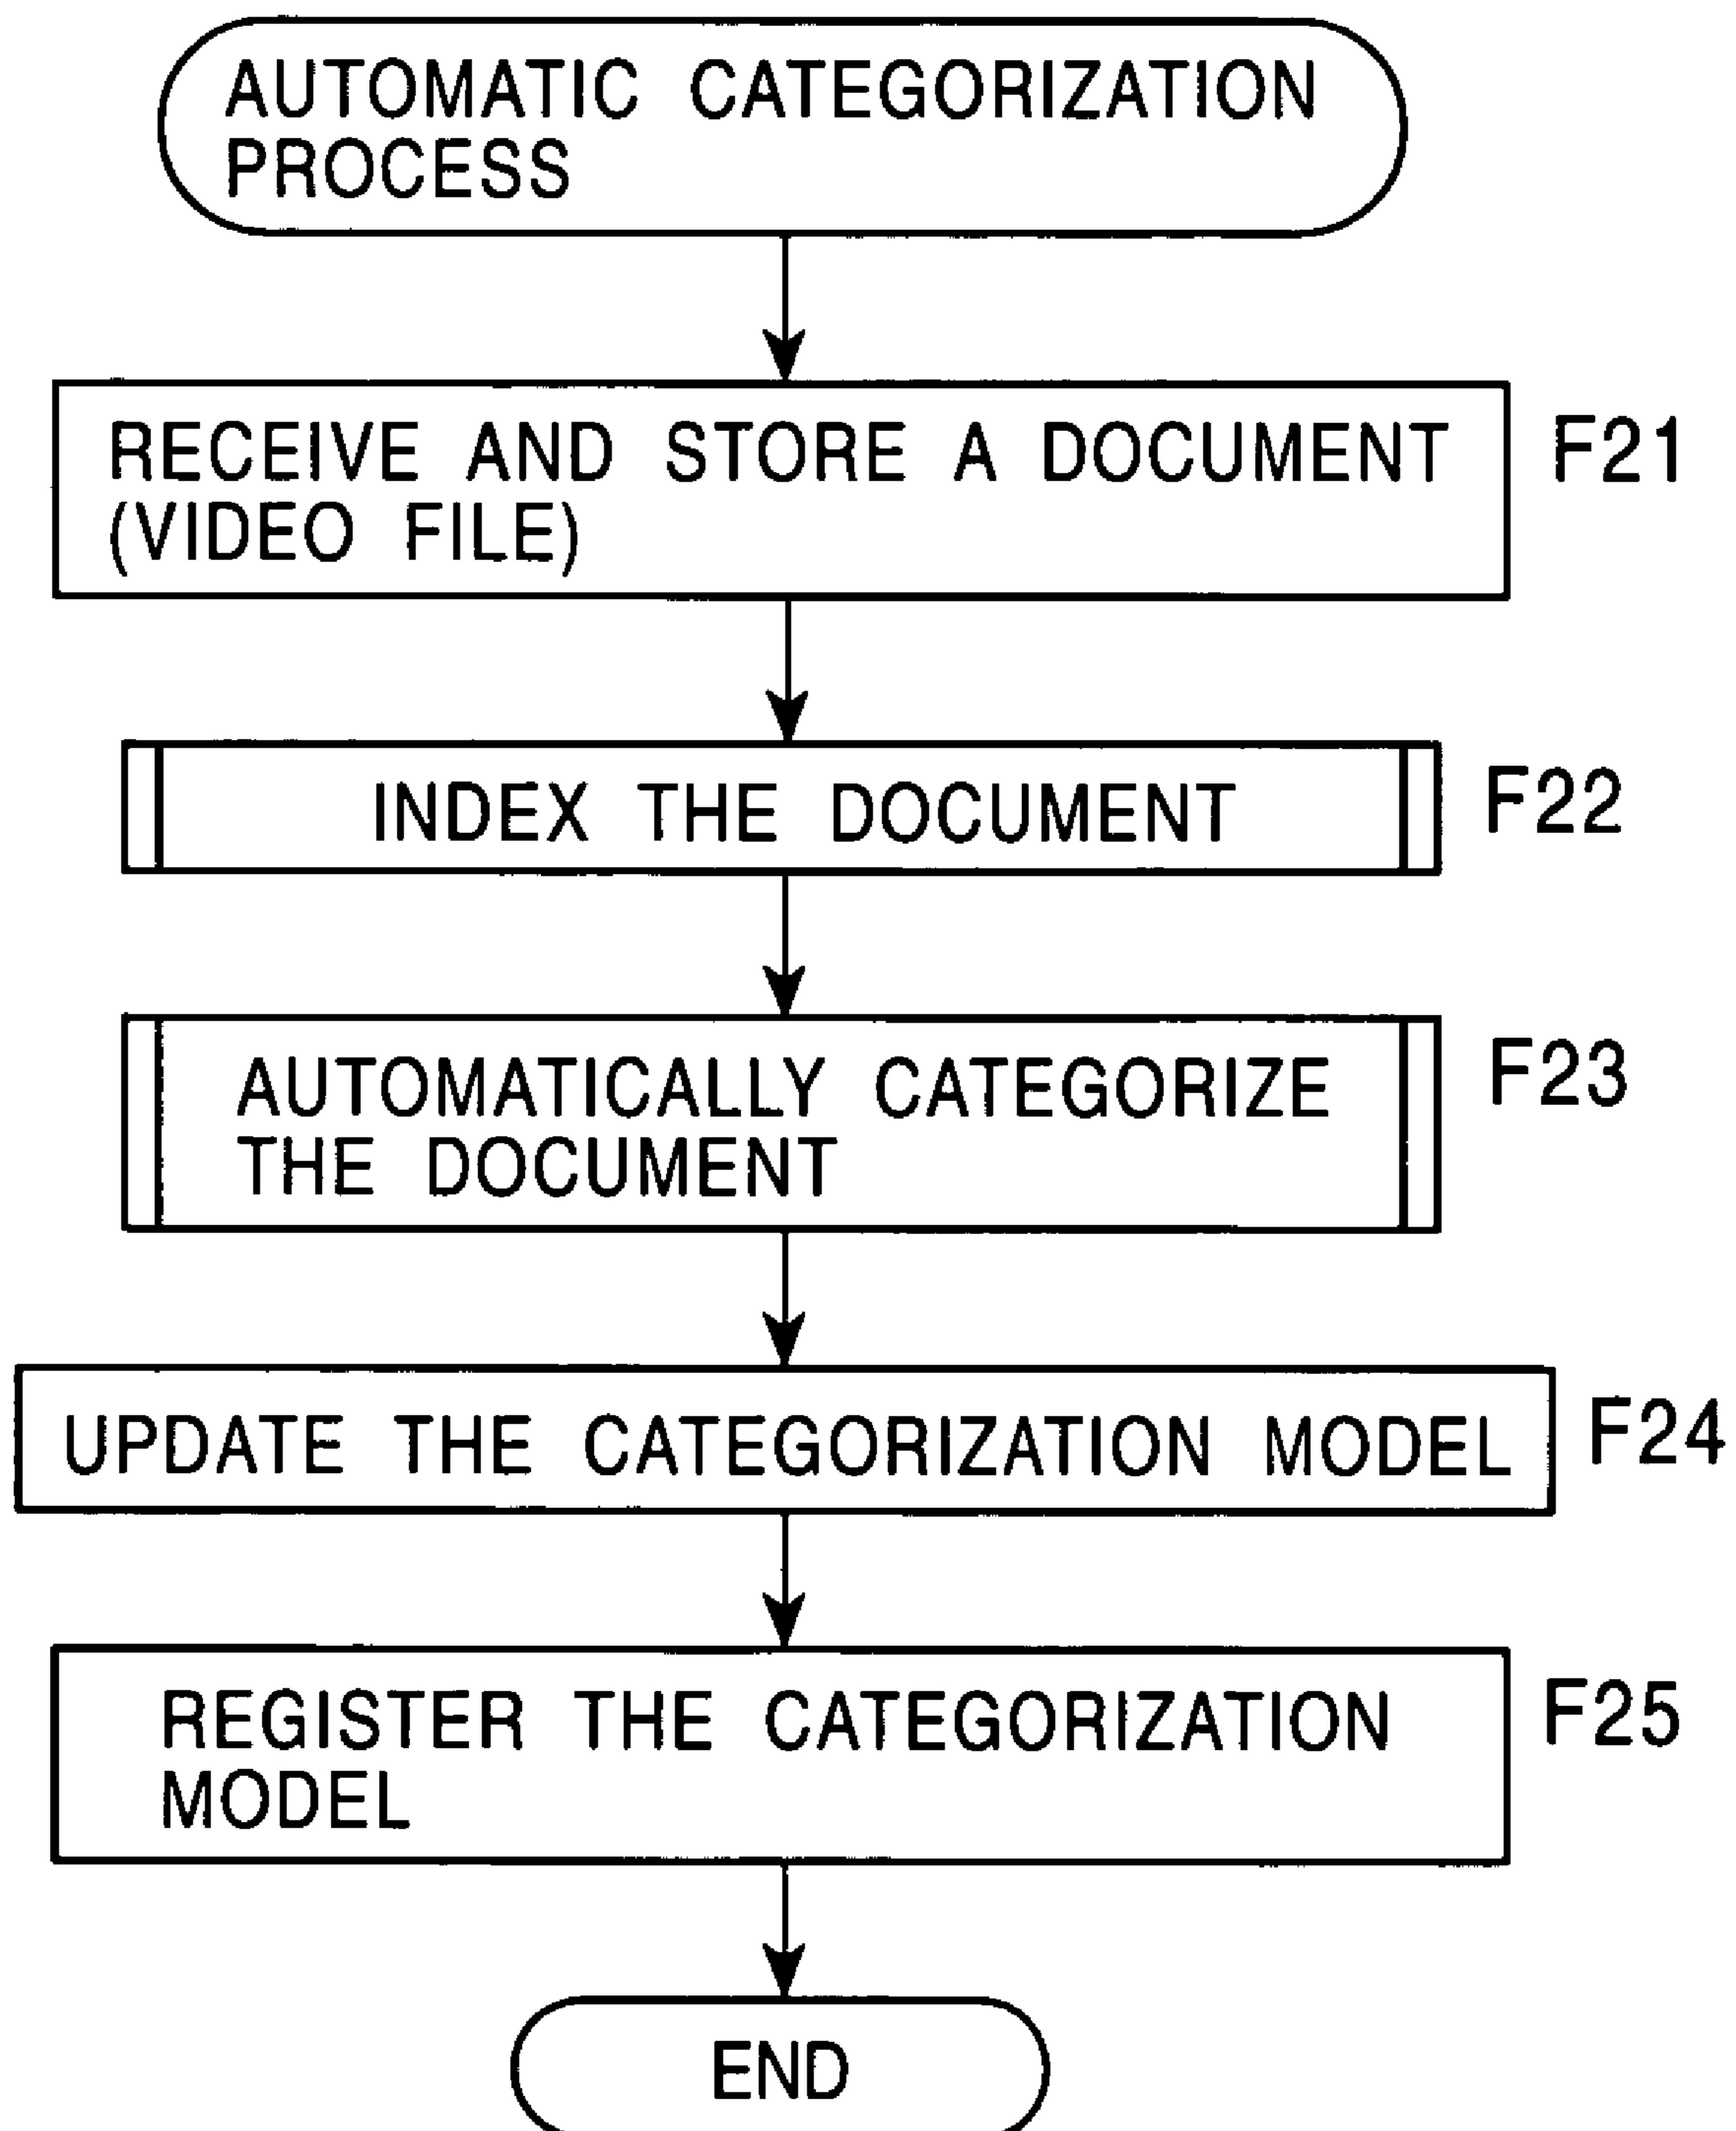 AUTOMATIC CATEGORIZATION
PROCESS
RECEIVE AND STORE A DOCUMENT
(VIDEO FILE)
F21
INDEX THE DOCUMENT
F22
AUTOMATICALLY CATEGORIZE
THE DOCUMENT
F23
UPDATE THE CATEGORIZATION MODEL
F24
REGISTER THE CATEGORIZATION
MODEL
F25
END